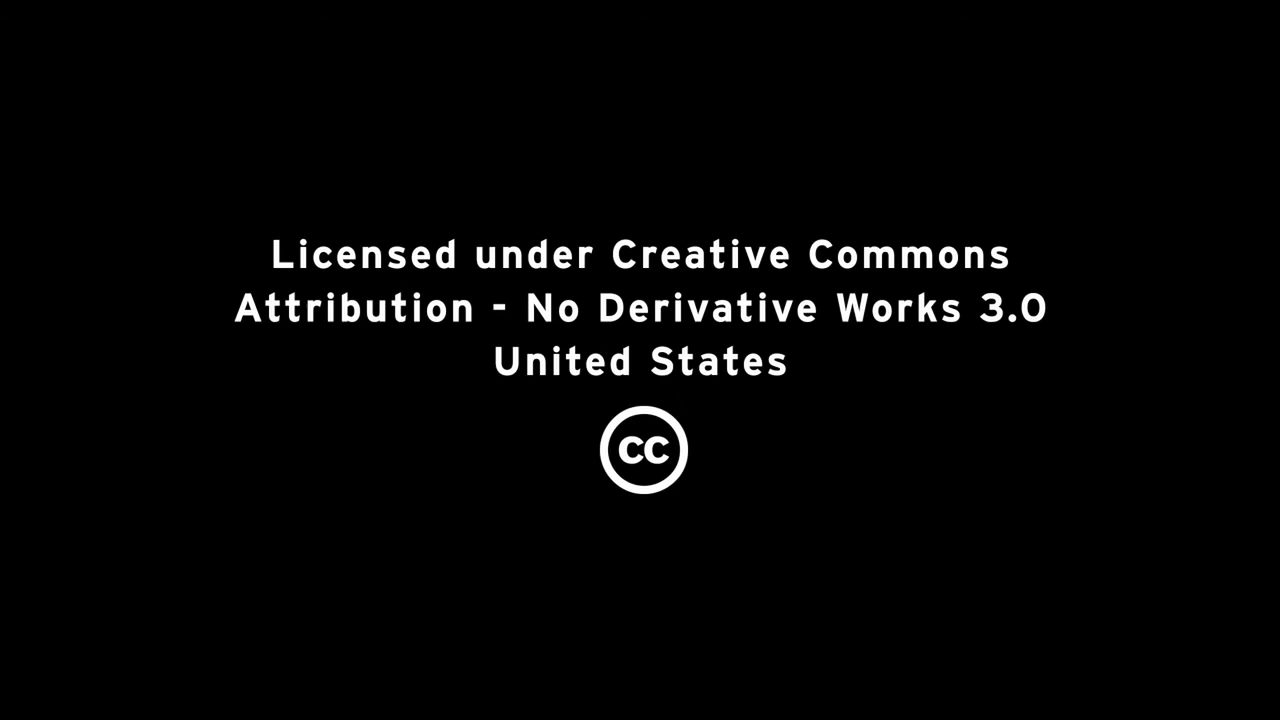 Licensed under Creative Commons
Attribution - No Derivative Works 3.0
United States
cc